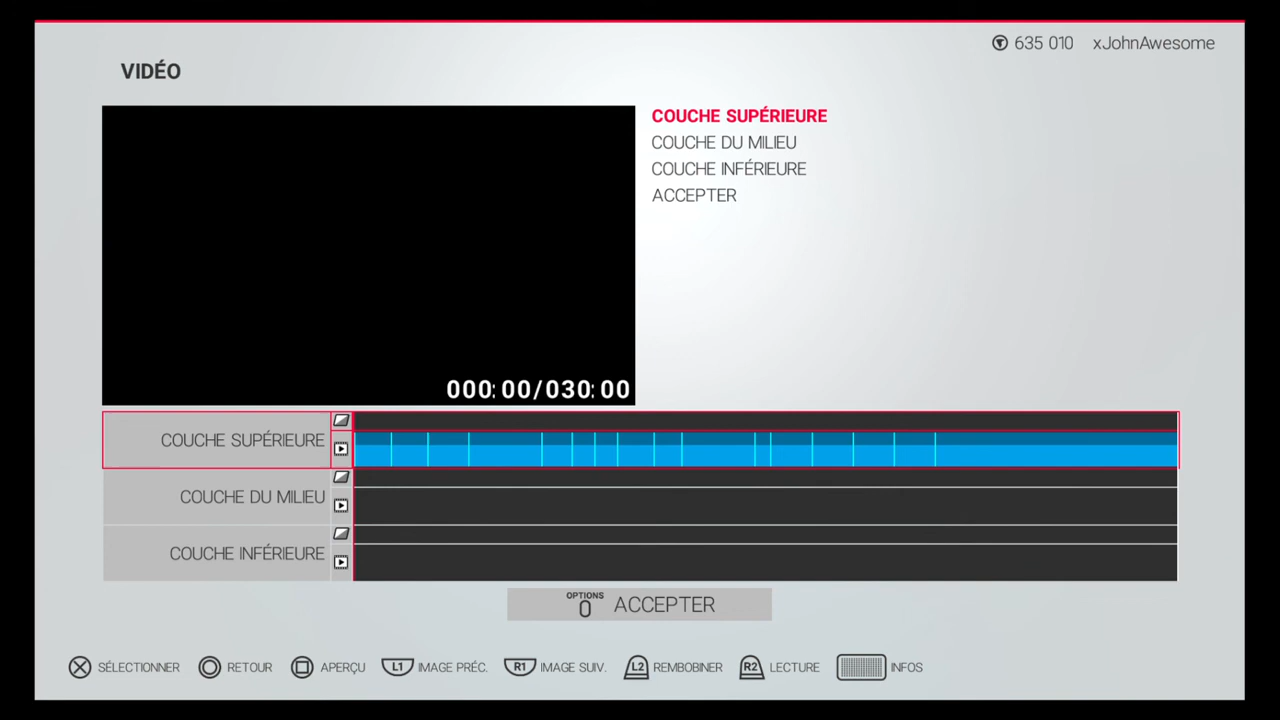 635 010 xJohnAwesome
VIDÉO
COUCHE SUPÉRIEURE
COUCHE DU MILIEU
COUCHE INFÉRIEURE
ACCEPTER
000:00/030:00
COUCHE SUPÉRIEURE
COUCHE DU MILIEU
COUCHE INFÉRIEURE
OPTIONS
ACCEPTER
SÉLECTIONNER RETOUR APERÇU L1 IMAGE PRÉC. R1 IMAGE SUIV. L2 REMBOBINER R2 LECTURE INFOS